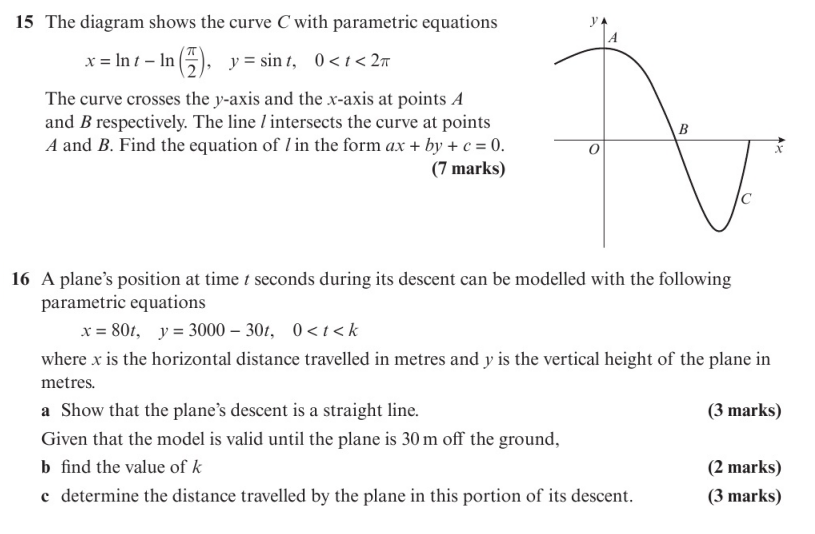 15 The diagram shows the curve C with parametric equations
x = ln t – ln(π/2), y = sin t, 0 < t < 2π
The curve crosses the y-axis and the x-axis at points A
and B respectively. The line l intersects the curve at points
A and B. Find the equation of l in the form ax + by + c = 0.
(7 marks)
y
A
B
O
x
C
16 A plane's position at time t seconds during its descent can be modelled with the following
parametric equations
x = 80t, y = 3000 – 30t, 0 < t < k
where x is the horizontal distance travelled in metres and y is the vertical height of the plane in
metres.
a Show that the plane's descent is a straight line. (3 marks)
Given that the model is valid until the plane is 30 m off the ground,
b find the value of k (2 marks)
c determine the distance travelled by the plane in this portion of its descent. (3 marks)